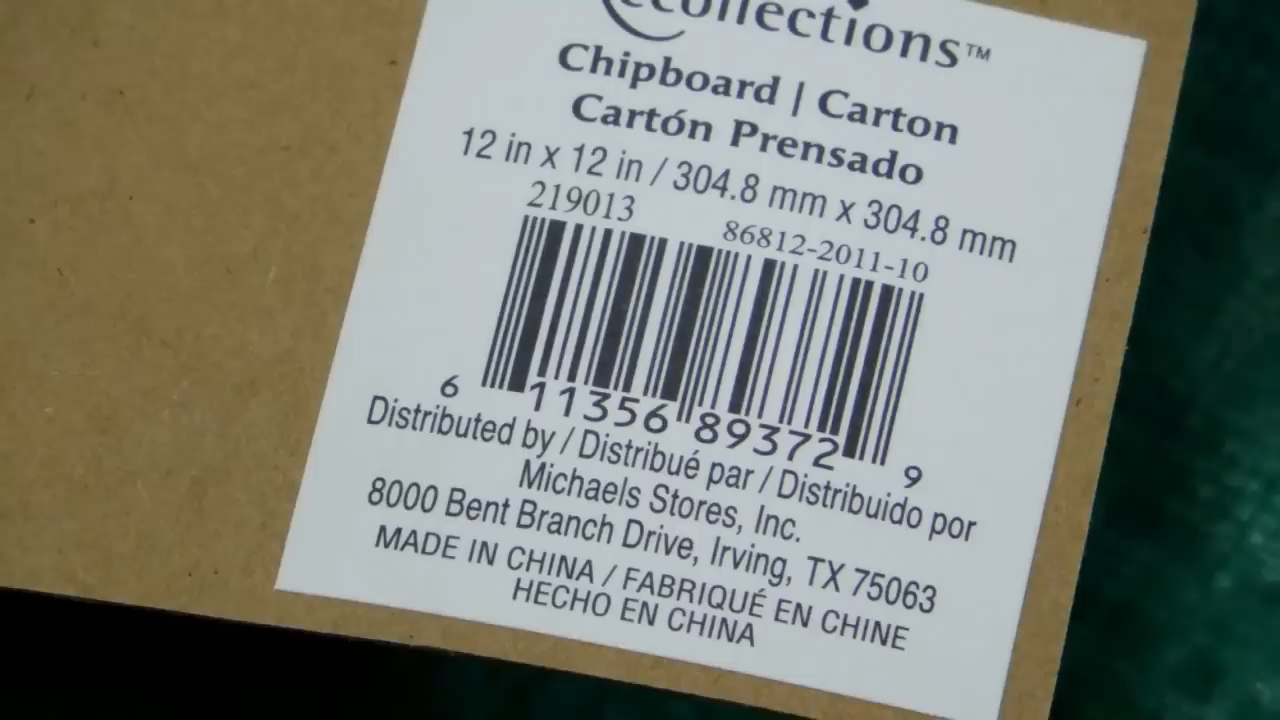 ecollections™
Chipboard | Carton
Cartón Prensado
12 in x 12 in / 304.8 mm x 304.8 mm
219013
86812-2011-10
6 11356 89372 9
Distributed by / Distribué par / Distribuido por
Michaels Stores, Inc.
8000 Bent Branch Drive, Irving, TX 75063
MADE IN CHINA / FABRIQUÉ EN CHINE
HECHO EN CHINA